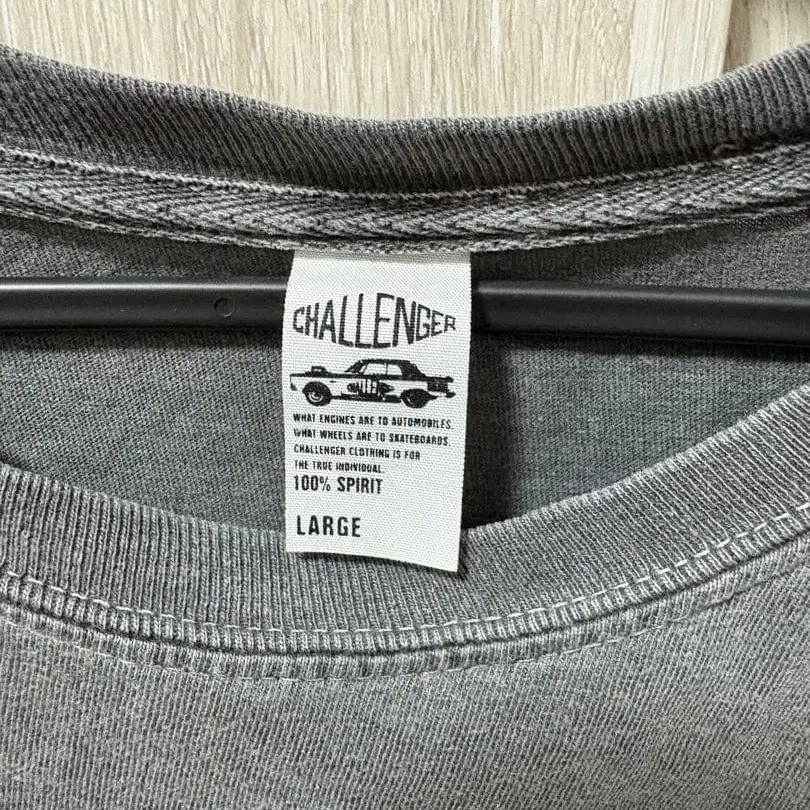 CHALLENGER
WHAT ENGINES ARE TO AUTOMOBILES.
WHAT WHEELS ARE TO SKATEBOARDS.
CHALLENGER CLOTHING IS FOR
THE TRUE INDIVIDUAL.
100% SPIRIT
LARGE